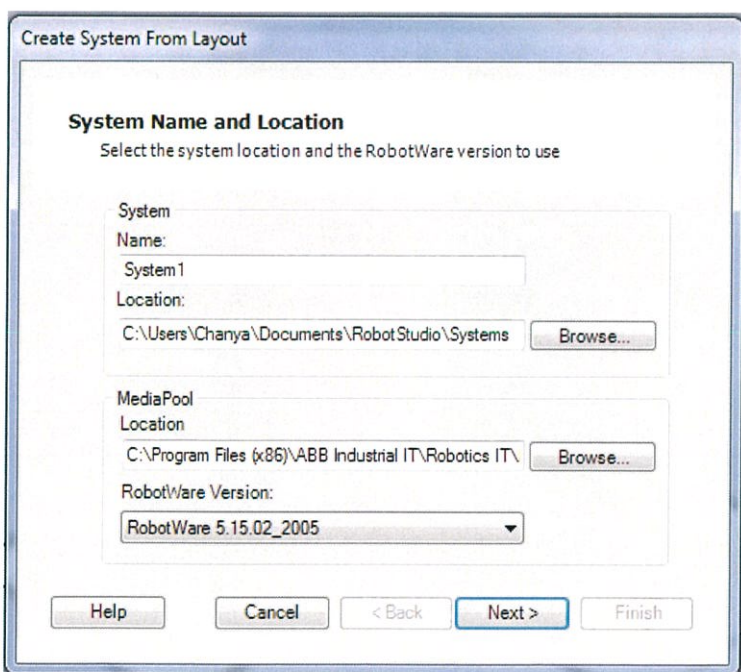 Create System From Layout
System Name and Location
Select the system location and the RobotWare version to use
System
Name:
System1
Location:
C:\Users\Chanya\Documents\RobotStudio\Systems
Browse...
MediaPool
Location
C:\Program Files (x86)\ABB Industrial IT\Robotics IT\
Browse...
RobotWare Version:
RobotWare 5.15.02_2005
Help Cancel < Back Next > Finish